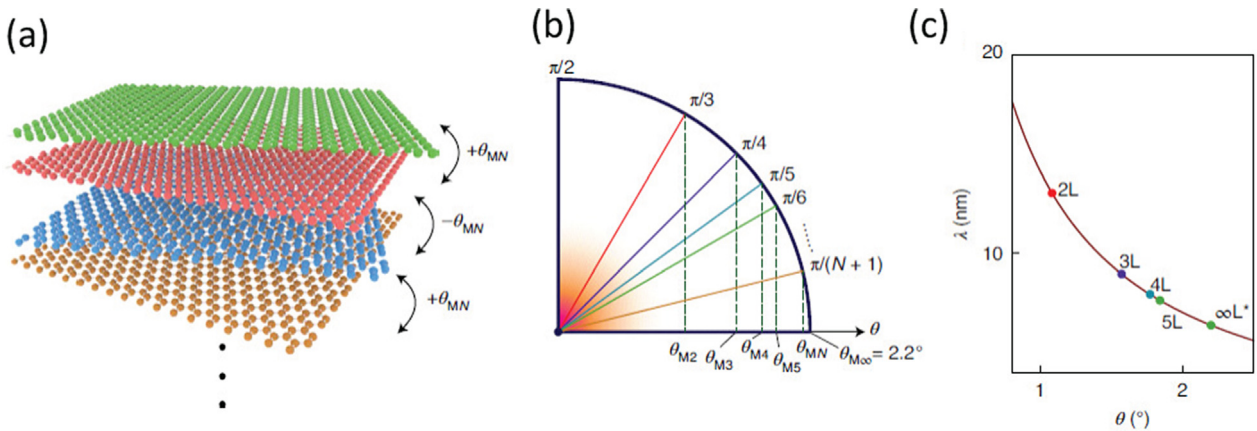 (a)
+θMN
−θMN
+θMN
(b)
π/2
π/3
π/4
π/5
π/6
π/(N + 1)
θ
θM2
θM3
θM4
θM5
θMN
θM∞ = 2.2°
(c)
20
10
λ (nm)
2L
3L
4L
5L
∞L*
1
2
θ (°)